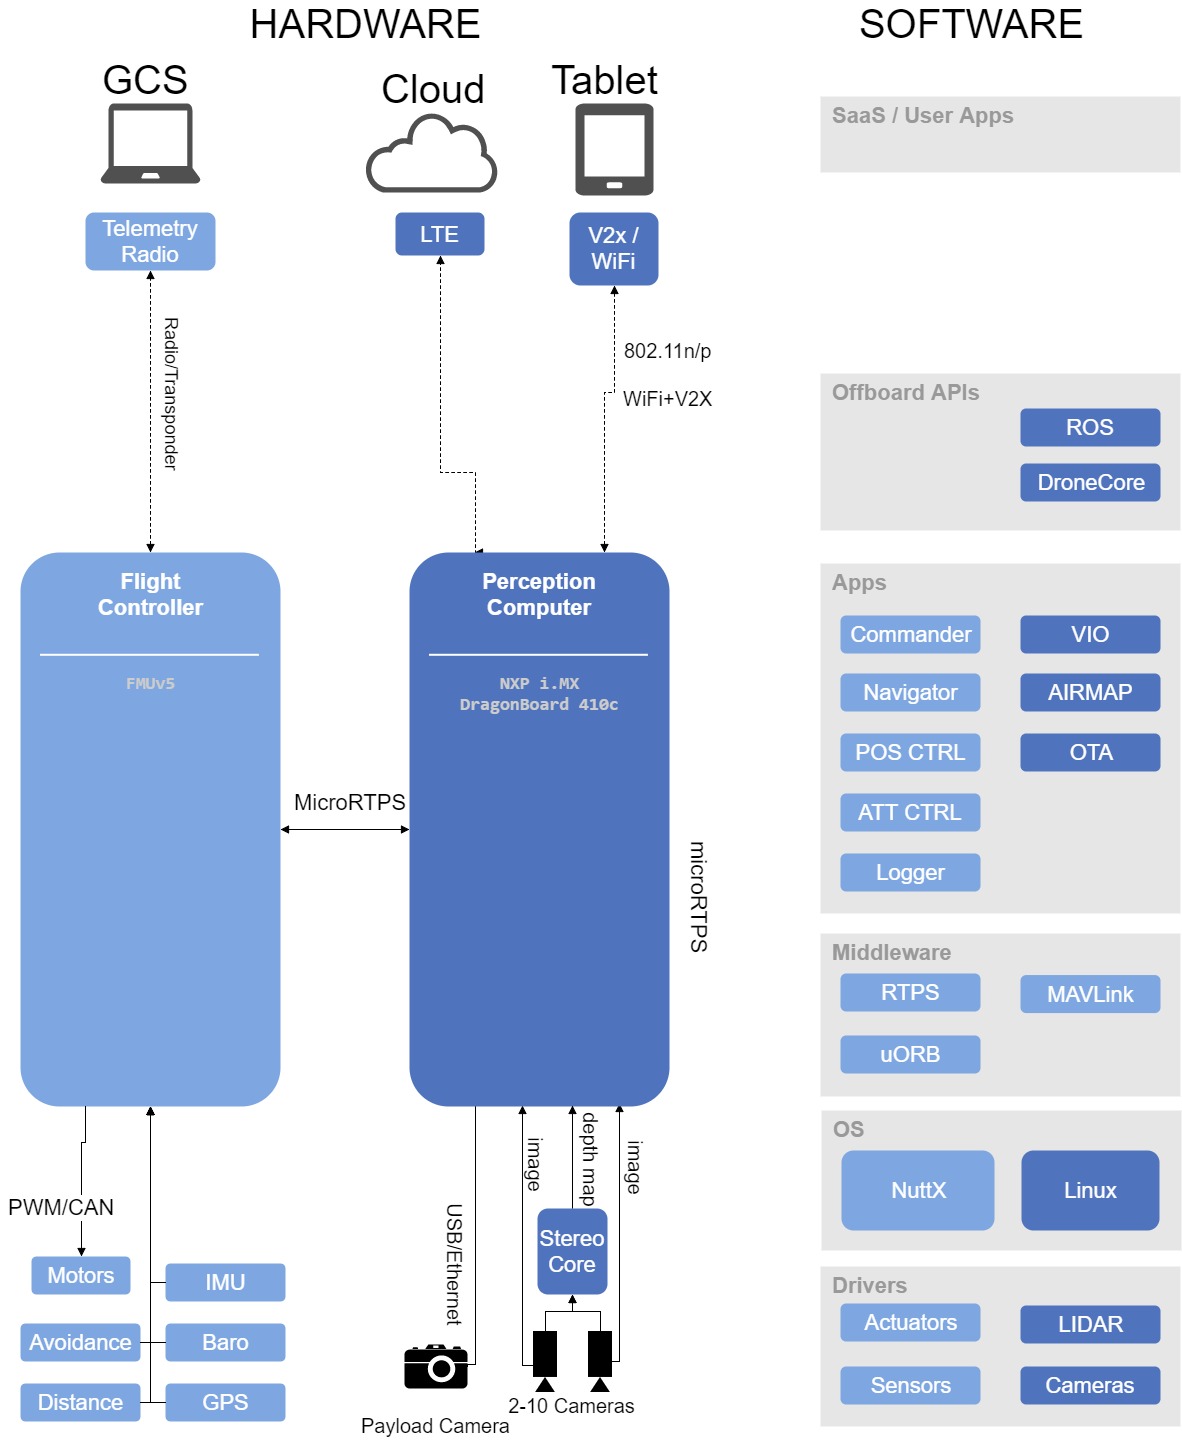 HARDWARE
SOFTWARE
GCS
Cloud
Tablet
Telemetry
Radio
LTE
V2x /
WiFi
Radio/Transponder
802.11n/p
WiFi+V2X
Flight
Controller
FMUv5
Perception
Computer
NXP i.MX
DragonBoard 410c
MicroRTPS
microRTPS
PWM/CAN
Motors
IMU
Avoidance
Baro
Distance
GPS
USB/Ethernet
image
depth map
image
Stereo
Core
Payload Camera
2-10 Cameras
SaaS / User Apps
Offboard APIs
ROS
DroneCore
Apps
Commander
VIO
Navigator
AIRMAP
POS CTRL
OTA
ATT CTRL
Logger
Middleware
RTPS
MAVLink
uORB
OS
NuttX
Linux
Drivers
Actuators
LIDAR
Sensors
Cameras